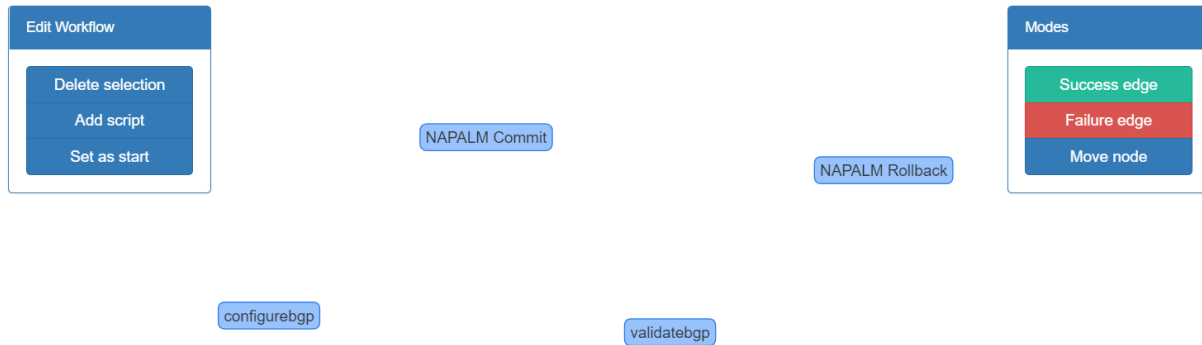 Edit Workflow
Delete selection
Add script
Set as start
NAPALM Commit
NAPALM Rollback
configurebgp
validatebgp
Modes
Success edge
Failure edge
Move node